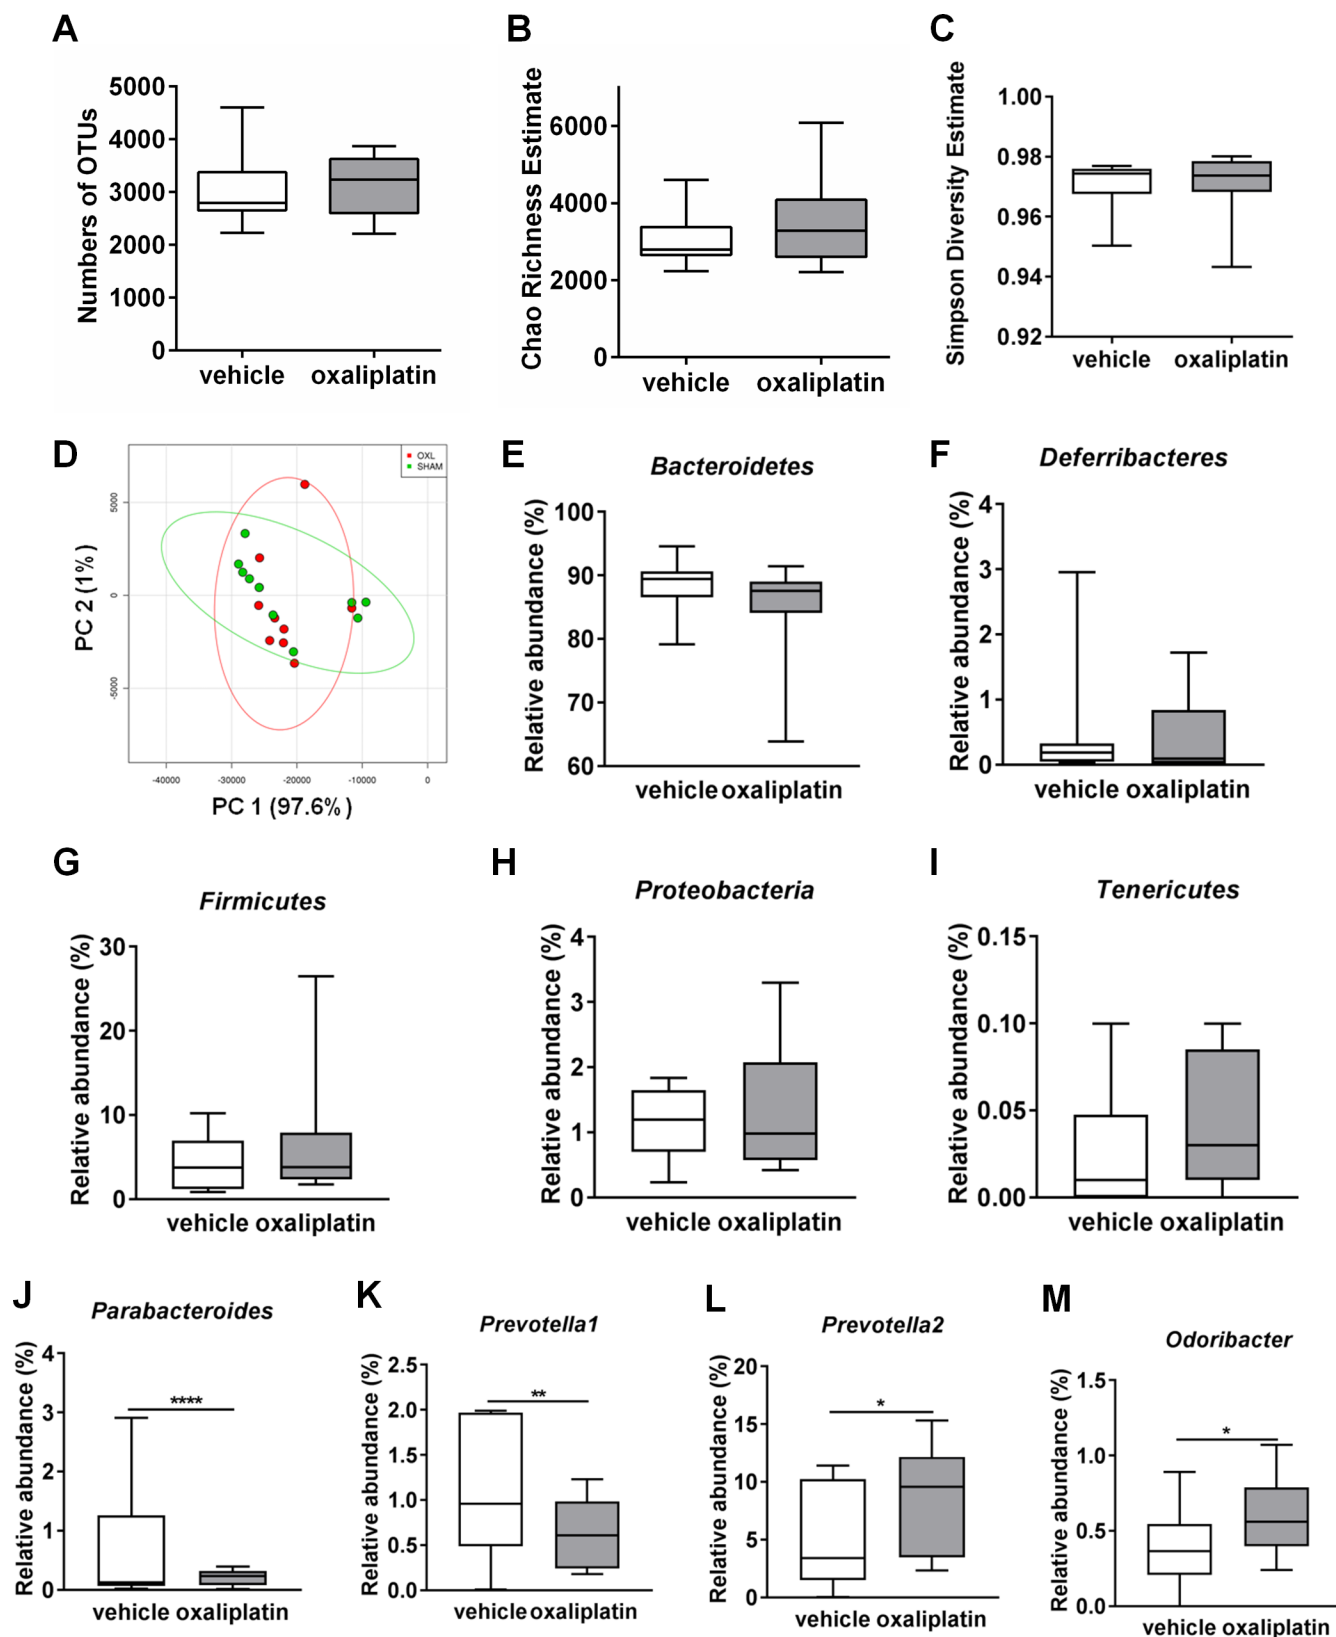 A
Numbers of OTUs
5000
4000
3000
2000
1000
0
vehicle oxaliplatin
B
Chao Richness Estimate
6000
4000
2000
0
vehicle oxaliplatin
C
Simpson Diversity Estimate
1.00
0.98
0.96
0.94
0.92
vehicle oxaliplatin
D
OXL
SHAM
PC 2 (1% )
5000
0
-5000
-40000 -30000 -20000 -10000 0
PC 1 (97.6% )
E
Bacteroidetes
Relative abundance (%)
100
90
80
70
60
vehicle oxaliplatin
F
Deferribacteres
Relative abundance (%)
4
3
2
1
0
vehicle oxaliplatin
G
Firmicutes
Relative abundance (%)
30
20
10
0
vehicle oxaliplatin
H
Proteobacteria
Relative abundance (%)
4
3
2
1
0
vehicle oxaliplatin
I
Tenericutes
Relative abundance (%)
0.15
0.10
0.05
0.00
vehicle oxaliplatin
J
Parabacteroides
Relative abundance (%)
4
3
2
1
0
****
vehicle oxaliplatin
K
Prevotella1
Relative abundance (%)
2.5
2.0
1.5
1.0
0.5
0.0
**
vehicle oxaliplatin
L
Prevotella2
Relative abundance (%)
20
15
10
5
0
*
vehicle oxaliplatin
M
Odoribacter
Relative abundance (%)
1.5
1.0
0.5
0.0
*
vehicle oxaliplatin